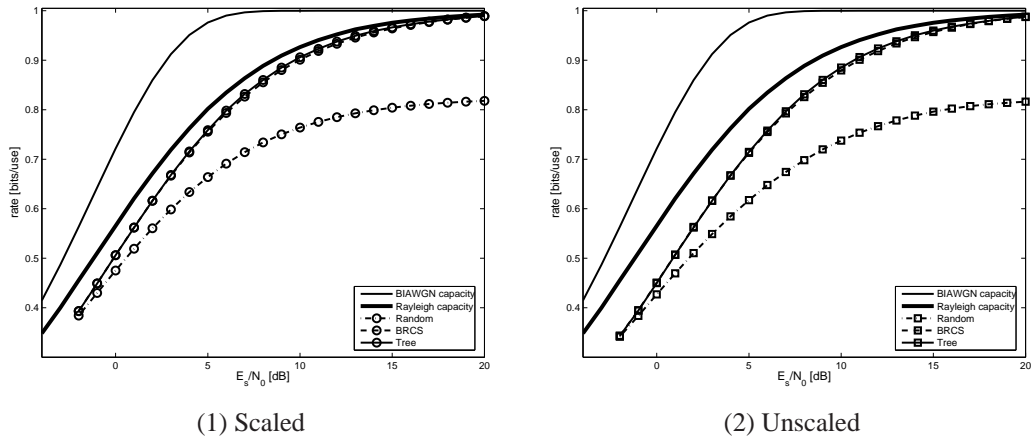 1
0.9
0.8
0.7
0.6
0.5
0.4
0
5
10
15
20
rate [bits/use]
E_s/N_0 [dB]
BIAWGN capacity
Rayleigh capacity
Random
BRCS
Tree
(1) Scaled
1
0.9
0.8
0.7
0.6
0.5
0.4
0
5
10
15
20
rate [bits/use]
E_s/N_0 [dB]
BIAWGN capacity
Rayleigh capacity
Random
BRCS
Tree
(2) Unscaled